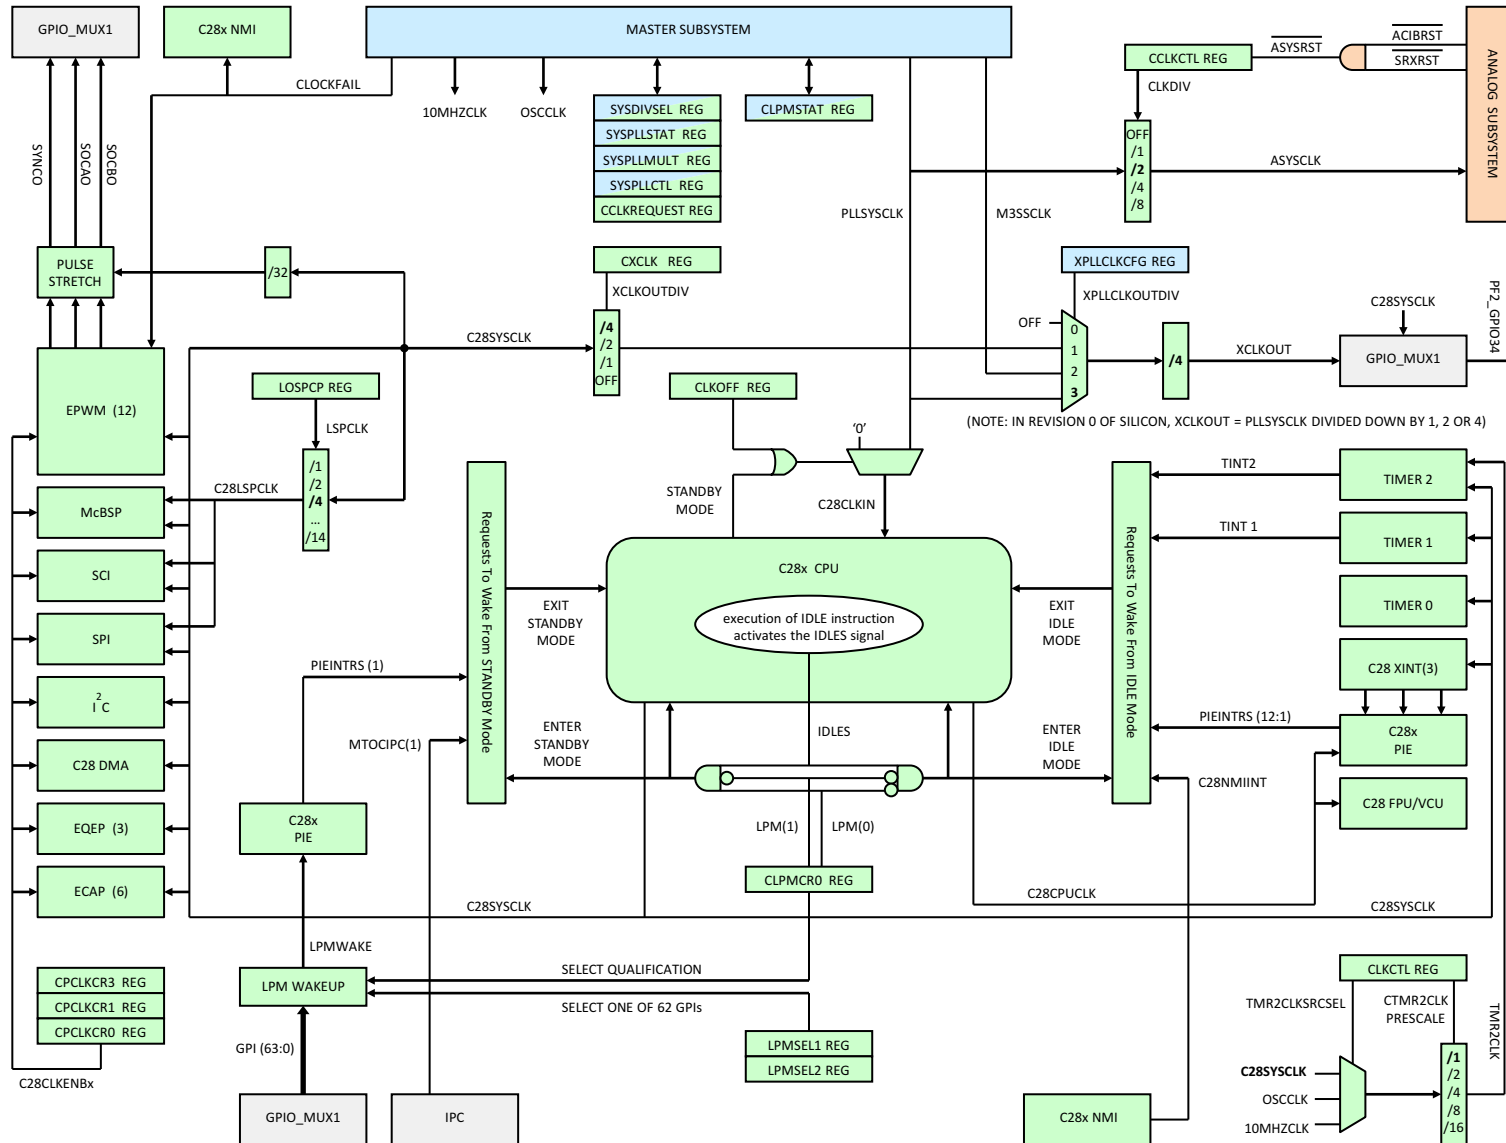 GPIO_MUX1
C28x NMI
MASTER SUBSYSTEM
ACIBRST
ASYSRST
SRXRST
CCLKCTL REG
ANALOG SUBSYSTEM
CLOCKFAIL
10MHZCLK
OSCCLK
CLKDIV
SYSDIVSEL REG
SYSPLLSTAT REG
SYSPLLMULT REG
SYSPLLCTL REG
CCLKREQUEST REG
CLPMSTAT REG
OFF
/1
/2
/4
/8
ASYSCLK
SYNCO
SOCAO
SOCBO
PLLSYSCLK
M3SSCLK
PULSE
STRETCH
/32
CXCLK REG
XCLKOUTDIV
XPLLCLKCFG REG
XPLLCLKOUTDIV
C28SYSCLK
PF2_GPIO34
C28SYSCLK
/4
/2
/1
OFF
OFF
0
1
2
3
/4
XCLKOUT
GPIO_MUX1
(NOTE: IN REVISION 0 OF SILICON, XCLKOUT = PLLSYSCLK DIVIDED DOWN BY 1, 2 OR 4)
EPWM (12)
LOSPCP REG
LSPCLK
CLKOFF REG
'0'
/1
/2
/4
...
/14
C28LSPCLK
McBSP
SCI
SPI
I2C
C28 DMA
EQEP (3)
ECAP (6)
STANDBY
MODE
C28CLKIN
Requests To Wake From STANDBY Mode
Requests To Wake From IDLE Mode
TINT2
TIMER 2
TINT 1
TIMER 1
TIMER 0
C28x CPU
execution of IDLE instruction
activates the IDLES signal
EXIT
STANDBY
MODE
EXIT
IDLE
MODE
C28 XINT(3)
PIEINTRS (1)
PIEINTRS (12:1)
C28x
PIE
MTOCIPC(1)
ENTER
STANDBY
MODE
IDLES
ENTER
IDLE
MODE
C28NMIINT
C28 FPU/VCU
C28x
PIE
LPM(1)
LPM(0)
CLPMCR0 REG
C28CPUCLK
C28SYSCLK
C28SYSCLK
LPMWAKE
CPCLKCR3 REG
CPCLKCR1 REG
CPCLKCR0 REG
C28CLKENBx
LPM WAKEUP
SELECT QUALIFICATION
SELECT ONE OF 62 GPIs
GPI (63:0)
LPMSEL1 REG
LPMSEL2 REG
GPIO_MUX1
IPC
C28x NMI
CLKCTL REG
TMR2CLKSRCSEL
CTMR2CLK
PRESCALE
TMR2CLK
C28SYSCLK
OSCCLK
10MHZCLK
/1
/2
/4
/8
/16